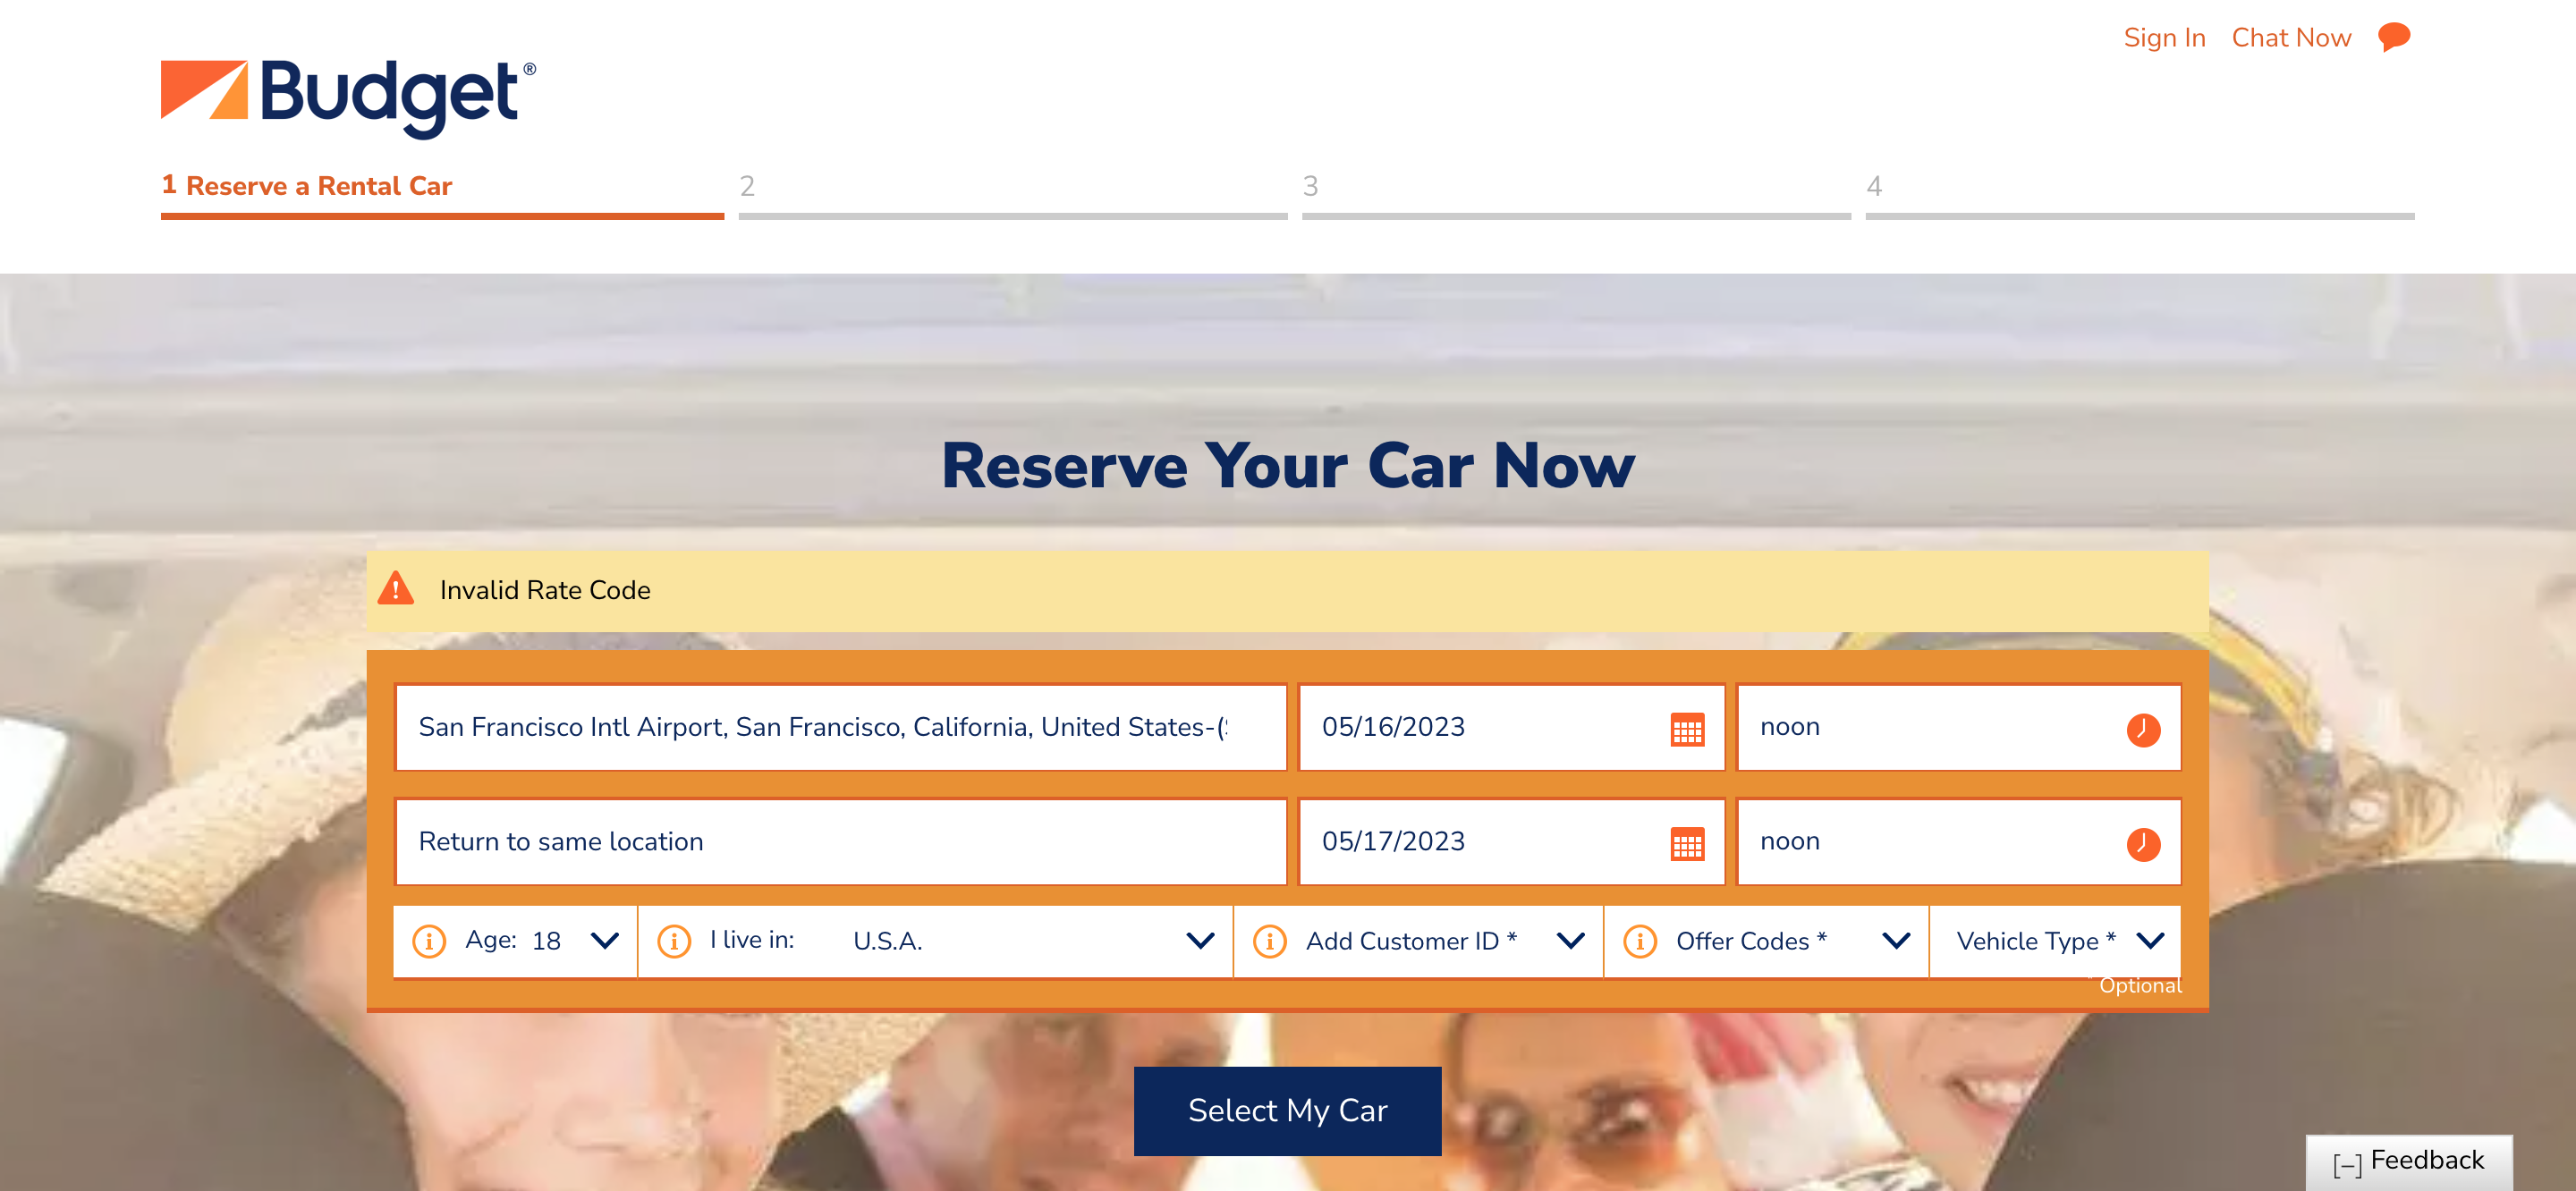 Sign In Chat Now
Budget®
1 Reserve a Rental Car 2 3 4
Reserve Your Car Now
Invalid Rate Code
San Francisco Intl Airport, San Francisco, California, United States-( 05/16/2023 noon
Return to same location 05/17/2023 noon
Age: 18 I live in: U.S.A. Add Customer ID * Offer Codes * Vehicle Type *
* Optional
Select My Car
[–] Feedback